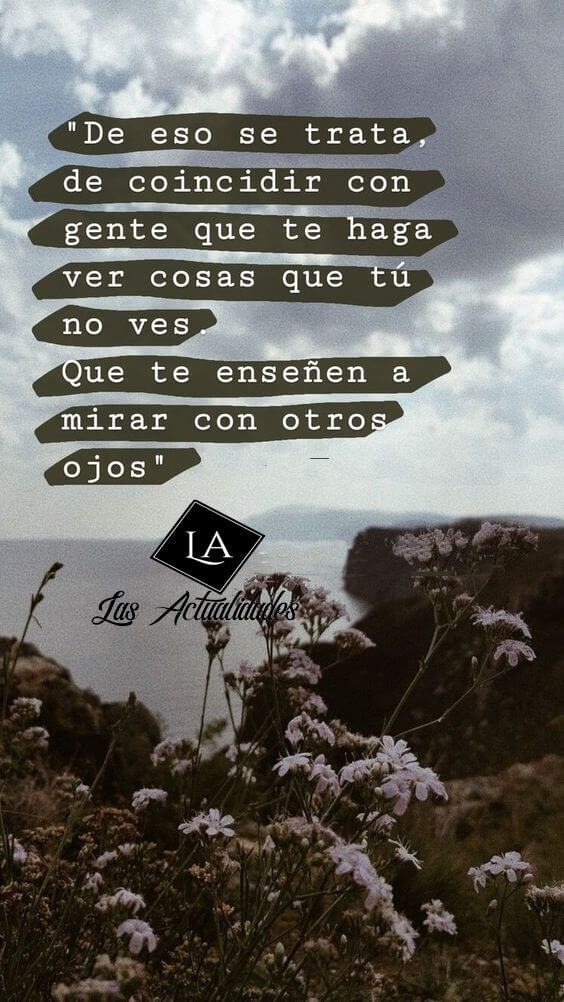 "De eso se trata,
de coincidir con
gente que te haga
ver cosas que tú
no ves.
Que te enseñen a
mirar con otros
ojos"
LA
Las Actualidades